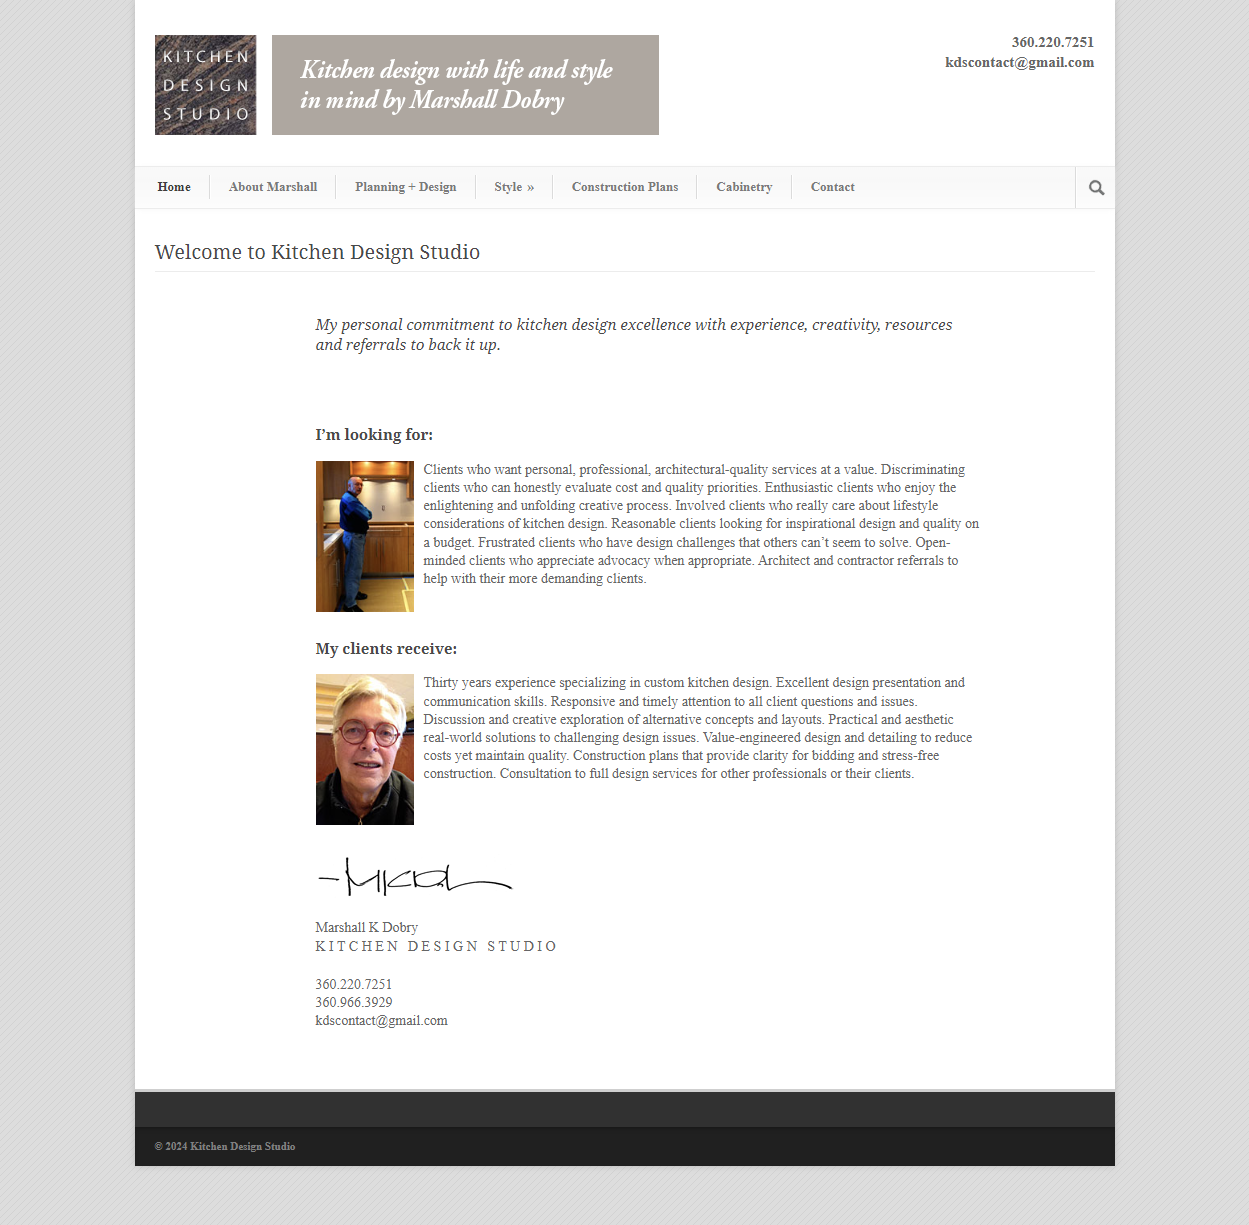 KITCHEN
DESIGN
STUDIO
Kitchen design with life and style
in mind by Marshall Dobry
360.220.7251
kdscontact@gmail.com
Home
About Marshall
Planning + Design
Style »
Construction Plans
Cabinetry
Contact
Welcome to Kitchen Design Studio
My personal commitment to kitchen design excellence with experience, creativity, resources
and referrals to back it up.
I’m looking for:
Clients who want personal, professional, architectural-quality services at a value. Discriminating
clients who can honestly evaluate cost and quality priorities. Enthusiastic clients who enjoy the
enlightening and unfolding creative process. Involved clients who really care about lifestyle
considerations of kitchen design. Reasonable clients looking for inspirational design and quality on
a budget. Frustrated clients who have design challenges that others can’t seem to solve. Open-
minded clients who appreciate advocacy when appropriate. Architect and contractor referrals to
help with their more demanding clients.
My clients receive:
Thirty years experience specializing in custom kitchen design. Excellent design presentation and
communication skills. Responsive and timely attention to all client questions and issues.
Discussion and creative exploration of alternative concepts and layouts. Practical and aesthetic
real-world solutions to challenging design issues. Value-engineered design and detailing to reduce
costs yet maintain quality. Construction plans that provide clarity for bidding and stress-free
construction. Consultation to full design services for other professionals or their clients.
Marshall K Dobry
KITCHEN DESIGN STUDIO
360.220.7251
360.966.3929
kdscontact@gmail.com
© 2024 Kitchen Design Studio